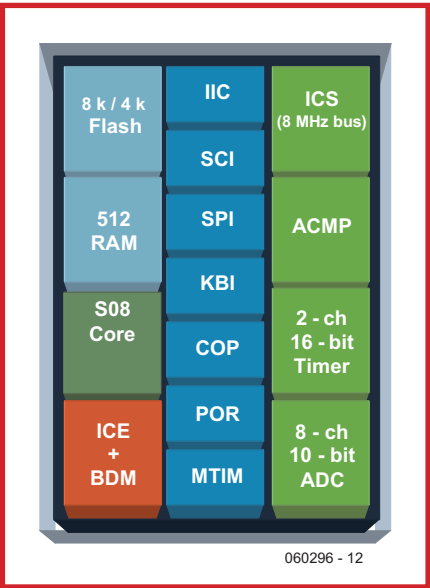 8 k / 4 k
Flash
512
RAM
S08
Core
ICE
+
BDM
IIC
SCI
SPI
KBI
COP
POR
MTIM
ICS
(8 MHz bus)
ACMP
2 - ch
16 - bit
Timer
8 - ch
10 - bit
ADC
060296 - 12